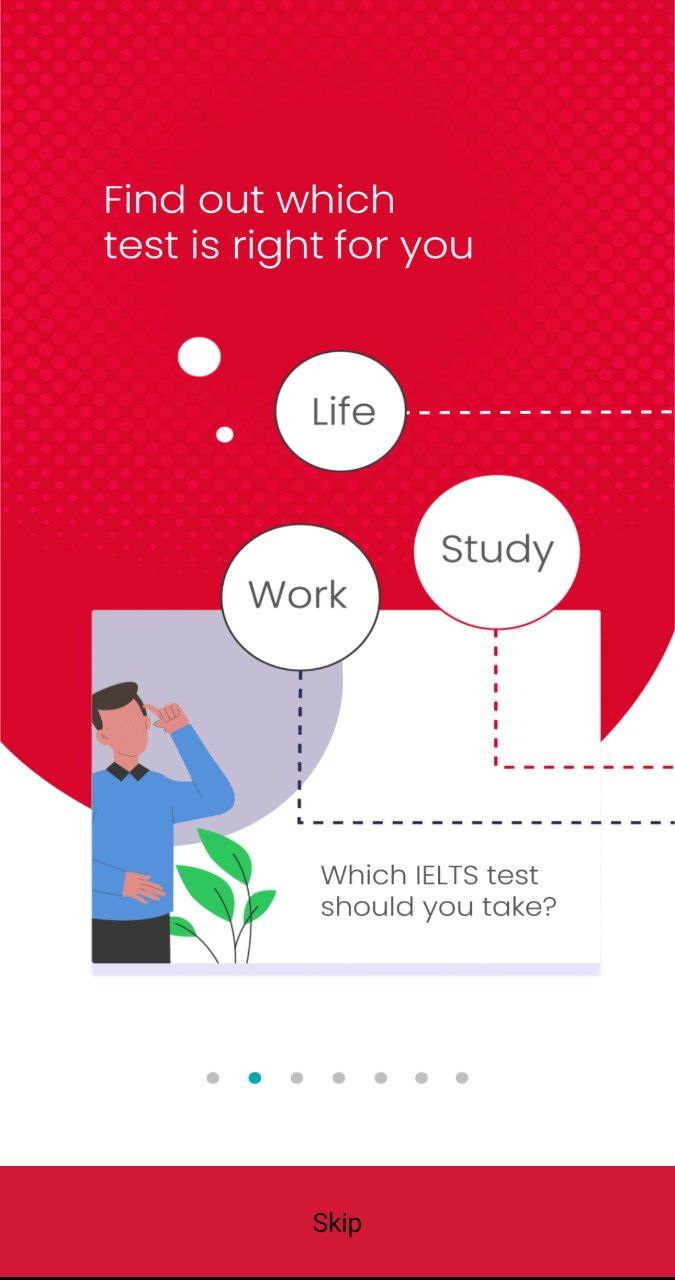 Find out which
test is right for you
Life
Study
Work
Which IELTS test
should you take?
Skip